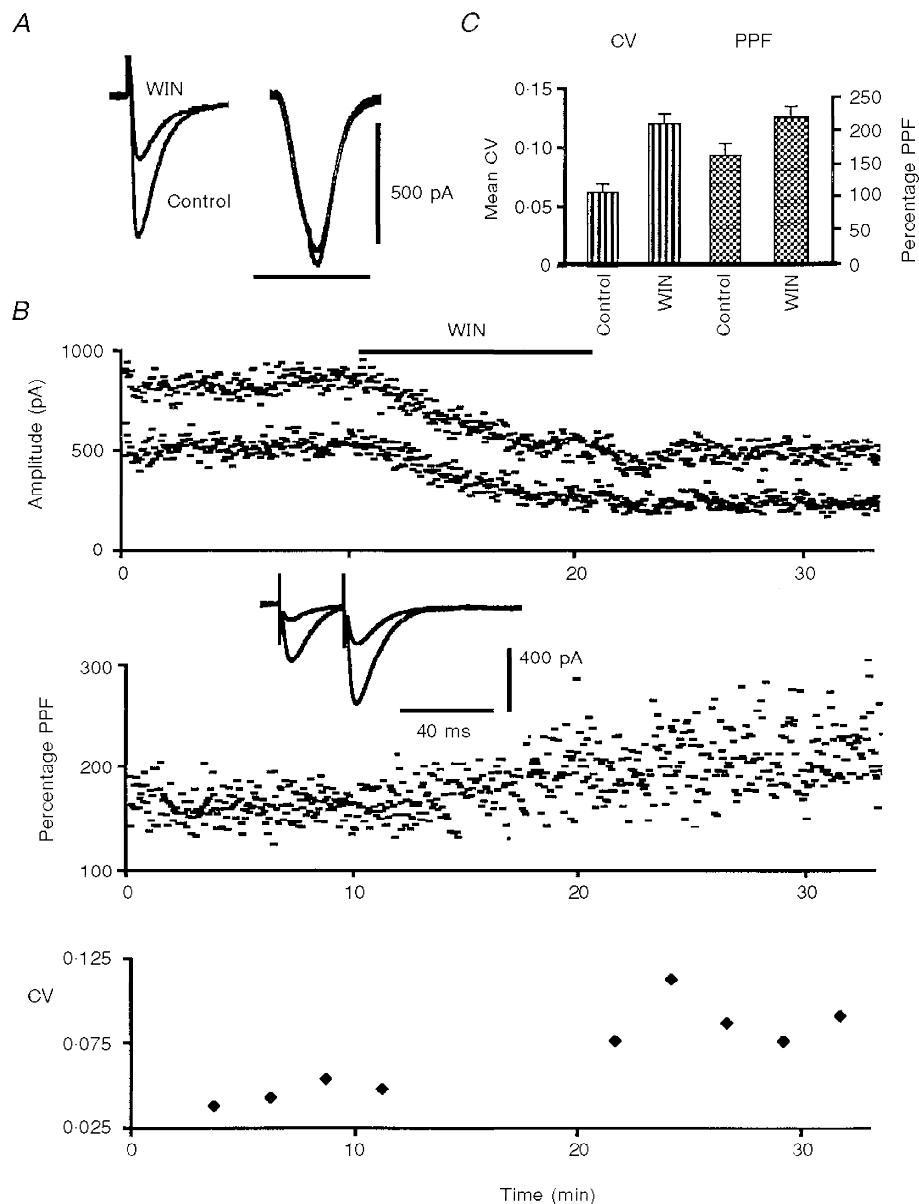 A
WIN
Control
500 pA
C
CV PPF
0·15
0·10
0·05
0
Mean CV
250
200
150
100
50
0
Percentage PPF
Control
WIN
Control
WIN
B
WIN
1000
500
0
Amplitude (pA)
0 20 30
400 pA
40 ms
300
200
100
Percentage PPF
0 10 20 30
0·125
0·075
0·025
CV
0 10 20 30
Time (min)